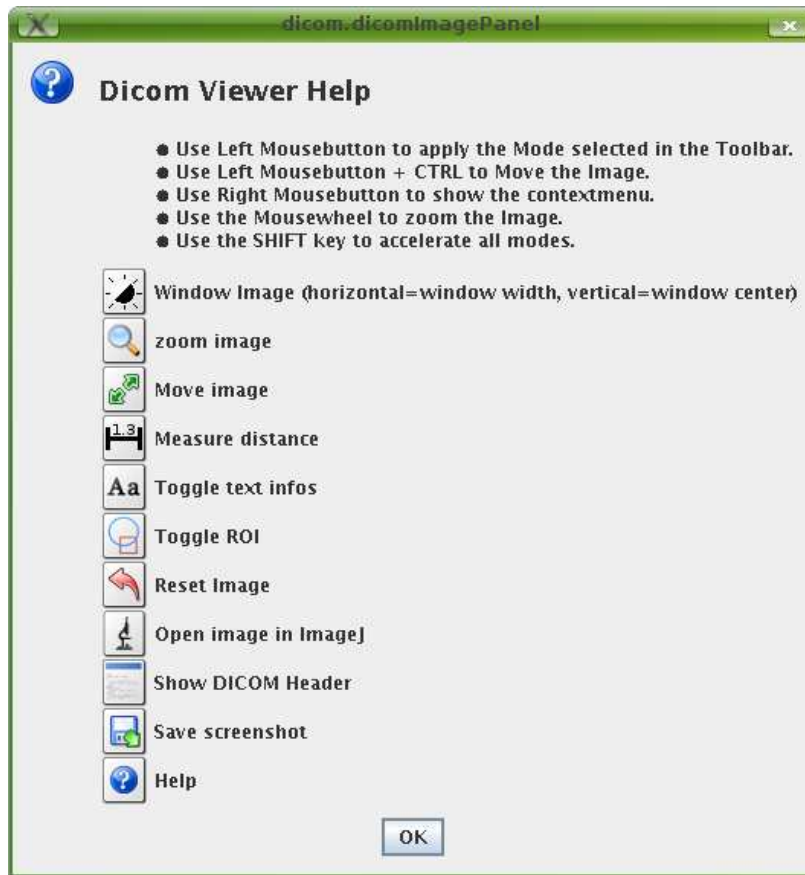 dicom.dicomImagePanel
Dicom Viewer Help
Use Left Mousebutton to apply the Mode selected in the Toolbar.
Use Left Mousebutton + CTRL to Move the Image.
Use Right Mousebutton to show the contextmenu.
Use the Mousewheel to zoom the Image.
Use the SHIFT key to accelerate all modes.
Window Image (horizontal=window width, vertical=window center)
zoom image
Move image
1.3 Measure distance
Aa Toggle text infos
Toggle ROI
Reset Image
Open image in ImageJ
Show DICOM Header
Save screenshot
Help
OK